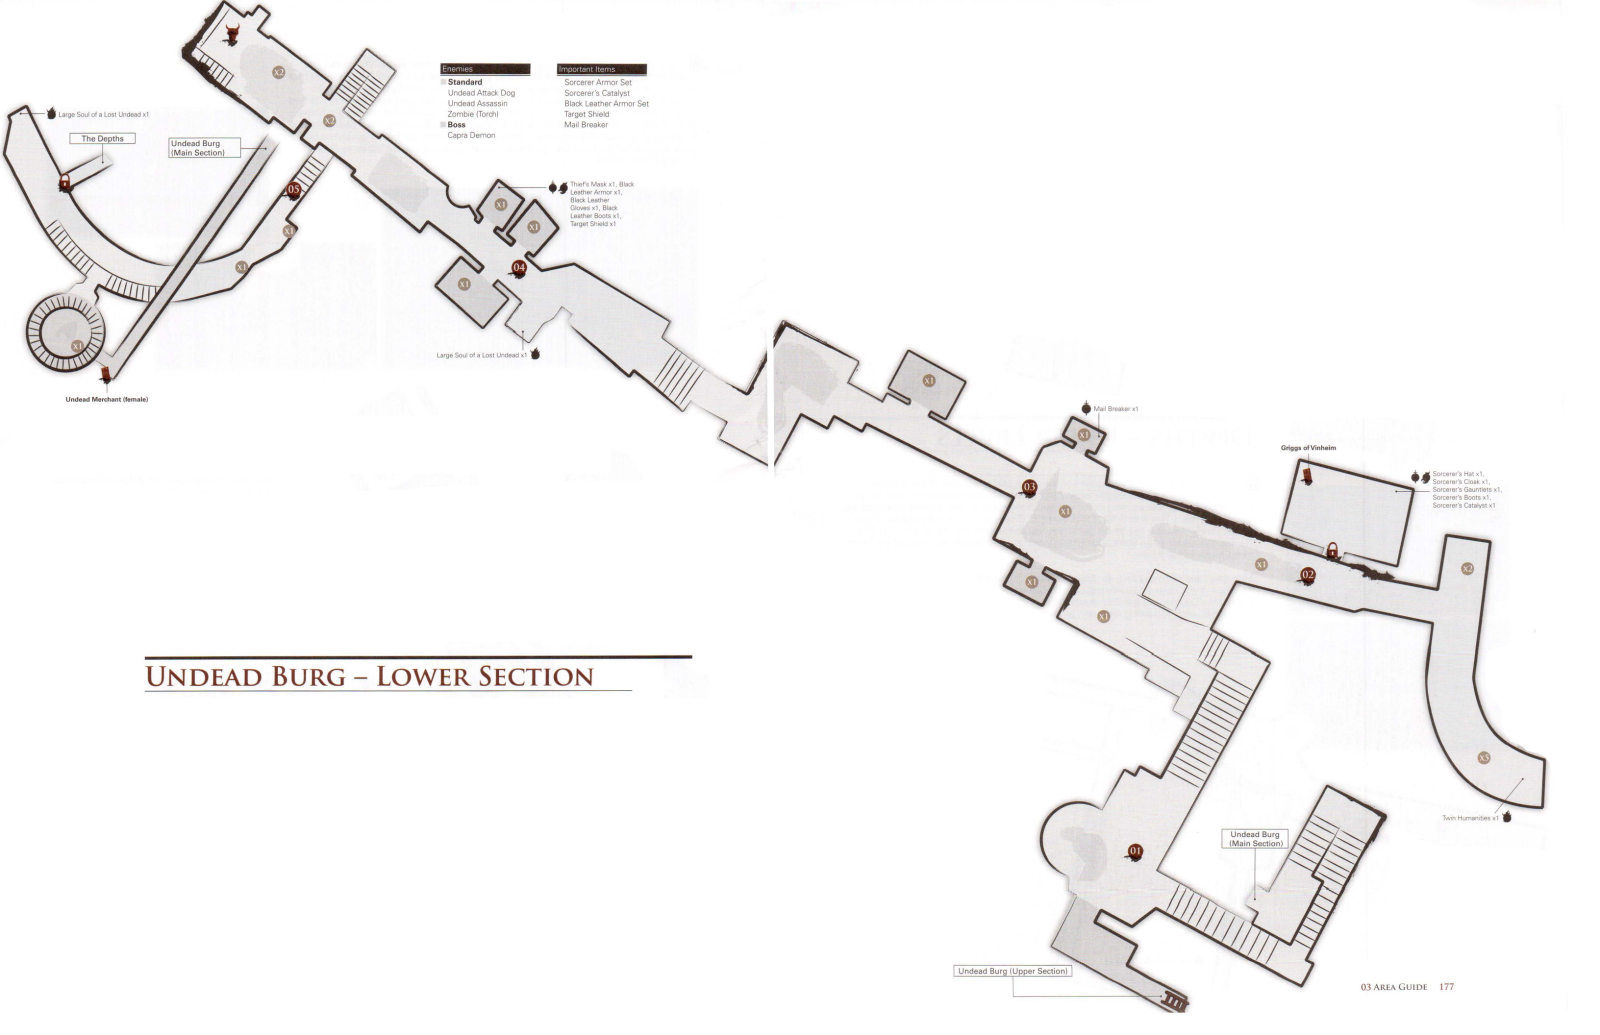 Enemies
Standard
Undead Attack Dog
Undead Assassin
Zombie (Torch)
Boss
Capra Demon
Important Items
Sorcerer Armor Set
Sorcerer's Catalyst
Black Leather Armor Set
Target Shield
Mail Breaker
x2
x2
Large Soul of a Lost Undead x1
The Depths
Undead Burg
(Main Section)
05
x1
x1
x1
Undead Merchant (female)
Thief's Mask x1, Black
Leather Armor x1,
Black Leather
Gloves x1, Black
Leather Boots x1,
Target Shield x1
x1
x1
04
x1
Large Soul of a Lost Undead x1
x1
Mail Breaker x1
x1
03
x1
x1
x1
x1
02
Griggs of Vinheim
Sorcerer's Hat x1,
Sorcerer's Cloak x1,
Sorcerer's Gauntlets x1,
Sorcerer's Boots x1,
Sorcerer's Catalyst x1
x2
x3
Twin Humanities x1
UNDEAD BURG – LOWER SECTION
01
Undead Burg
(Main Section)
Undead Burg (Upper Section)
03 AREA GUIDE 177